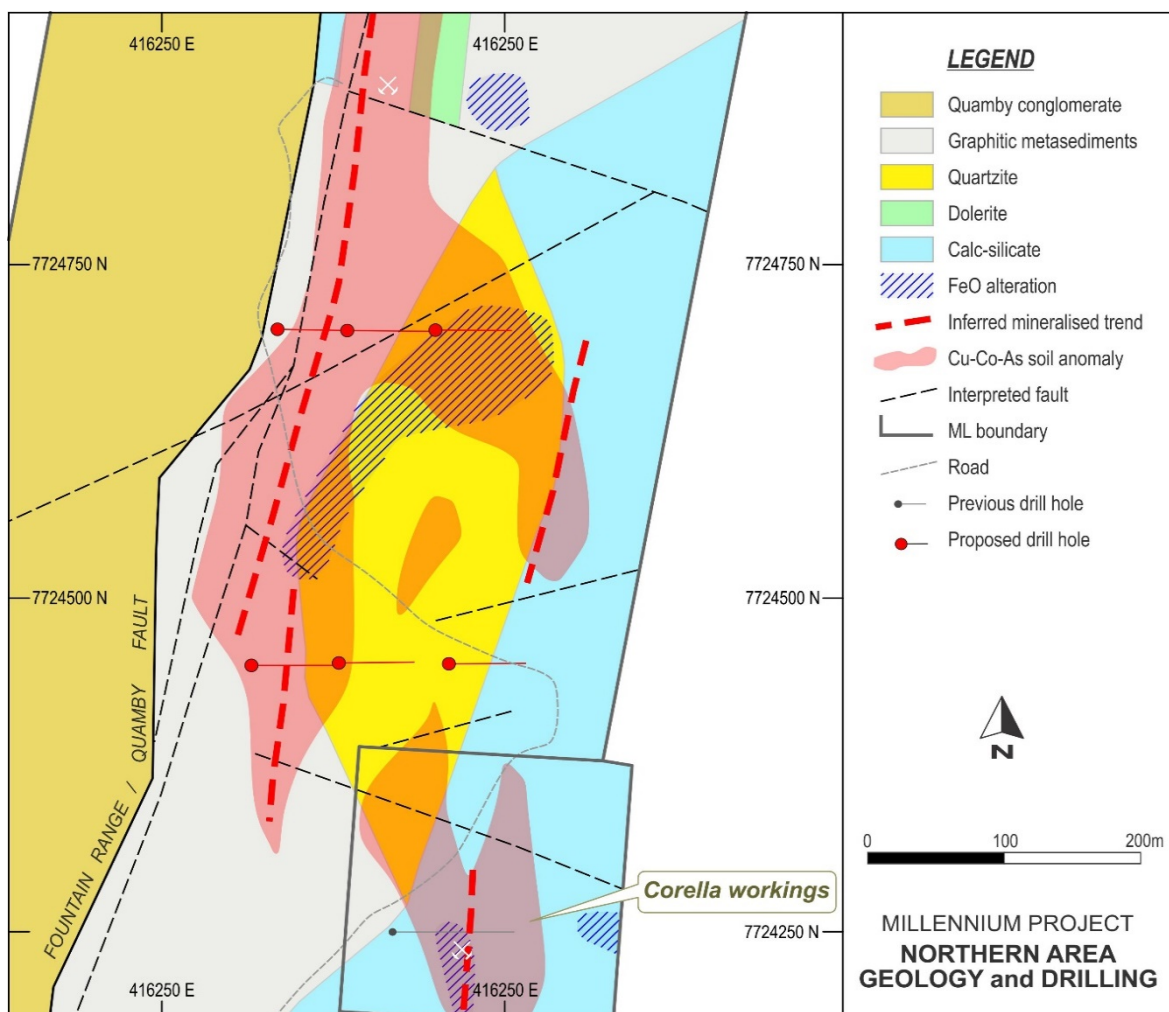 416250 E
416250 E
7724750 N
7724750 N
7724500 N
7724500 N
7724250 N
FOUNTAIN RANGE / QUAMBY FAULT
Corella workings
416250 E
416250 E
LEGEND
Quamby conglomerate
Graphitic metasediments
Quartzite
Dolerite
Calc-silicate
FeO alteration
Inferred mineralised trend
Cu-Co-As soil anomaly
Interpreted fault
ML boundary
Road
Previous drill hole
Proposed drill hole
N
0
100
200m
MILLENNIUM PROJECT
NORTHERN AREA
GEOLOGY and DRILLING